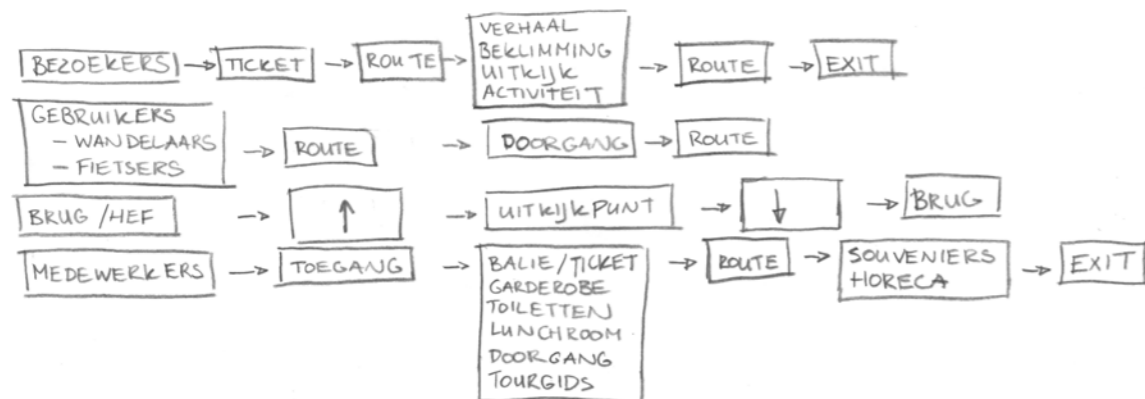 BEZOEKERS → TICKET → ROUTE → VERHAAL
BEKLIMMING
UITKIJK
ACTIVITEIT → ROUTE → EXIT
GEBRUIKERS
- WANDELAARS
- FIETSERS → ROUTE → DOORGANG → ROUTE
BRUG/HEF → ↑ → UITKIJKPUNT → ↓ → BRUG
MEDEWERKERS → TOEGANG → BALIE/TICKET
GARDEROBE
TOILETTEN
LUNCHROOM
DOORGANG
TOURGIDS → ROUTE → SOUVENIERS
HORECA → EXIT